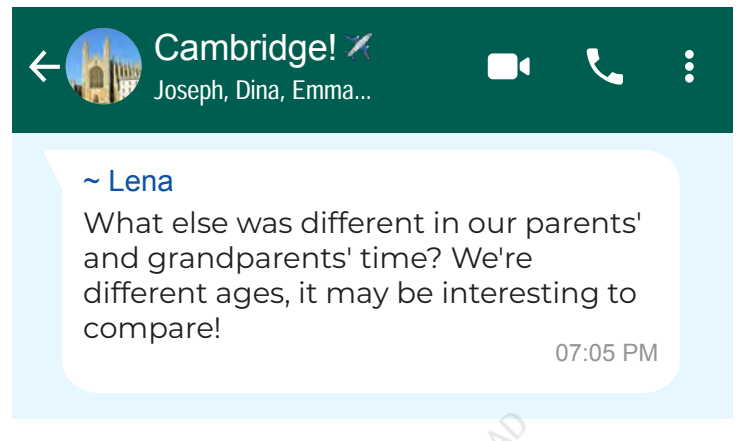 Cambridge!
Joseph, Dina, Emma...
~ Lena
What else was different in our parents'
and grandparents' time? We're
different ages, it may be interesting to
compare!
07:05 PM